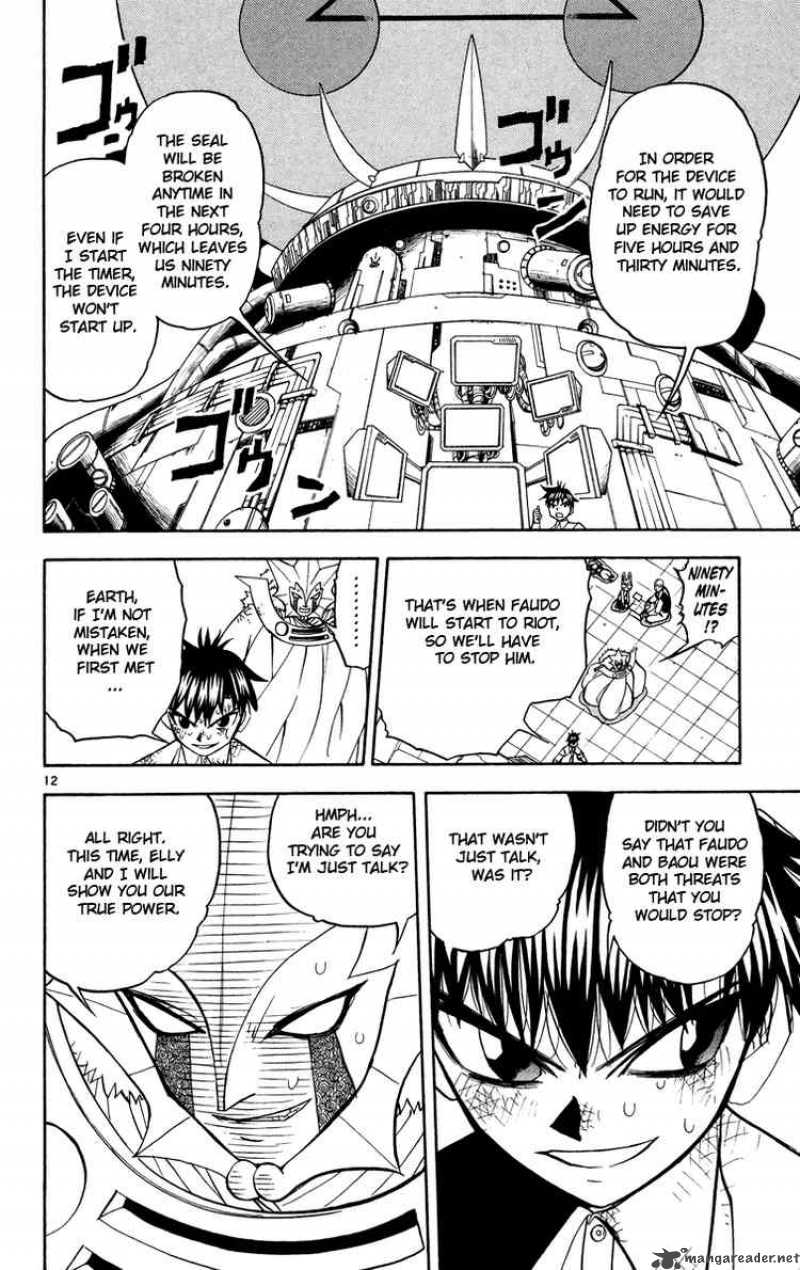 IN ORDER
FOR THE DEVICE
TO RUN, IT WOULD
NEED TO SAVE
UP ENERGY FOR
FIVE HOURS AND
THIRTY MINUTES.
THE SEAL
WILL BE
BROKEN
ANYTIME IN
THE NEXT
FOUR HOURS,
WHICH LEAVES
US NINETY
MINUTES.
EVEN IF
I START
THE TIMER,
THE DEVICE
WON'T
START UP.
ゴゥン
ゴゥン
ゴゥン
NINETY
MIN-
UTES
!?
THAT'S WHEN FAUDO
WILL START TO RIOT,
SO WE'LL HAVE
TO STOP HIM.
........
EARTH,
IF I'M NOT
MISTAKEN,
WHEN WE
FIRST MET
...
12
DIDN'T YOU
SAY THAT FAUDO
AND BAOU WERE
BOTH THREATS
THAT YOU
WOULD STOP?
THAT WASN'T
JUST TALK,
WAS IT?
HMPH...
ARE YOU
TRYING TO SAY
I'M JUST TALK?
ALL RIGHT.
THIS TIME, ELLY
AND I WILL
SHOW YOU OUR
TRUE POWER.
mangareader.net